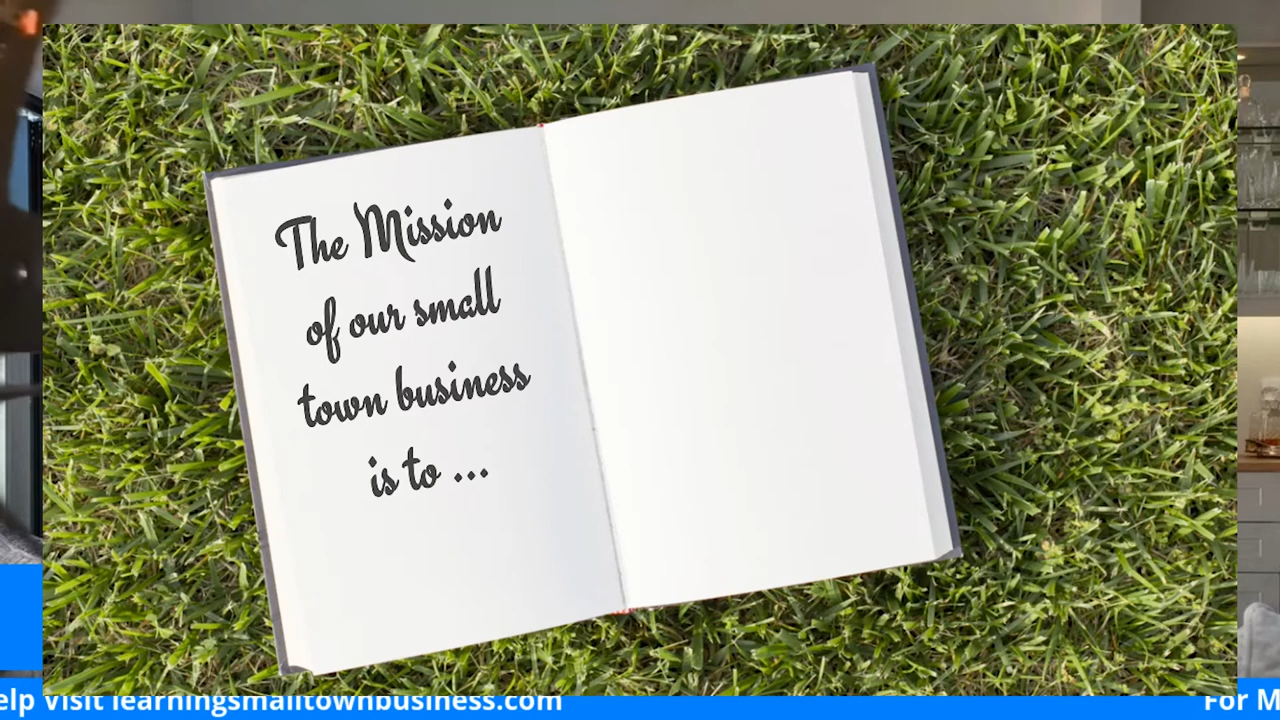 The Mission
of our small
town business
is to ...
elp visit learningsmalltownbusiness.com
For M